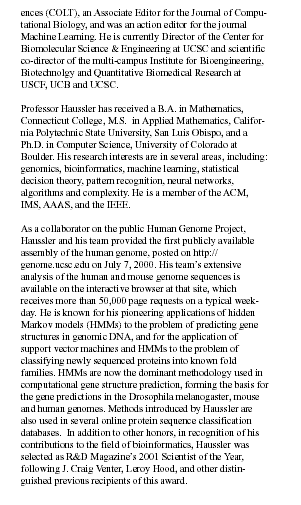 ences (COLT), an Associate Editor for the Journal of Compu-
tational Biology, and was an action editor for the journal
Machine Learning. He is currently Director of the Center for
Biomolecular Science & Engineering at UCSC and scientific
co-director of the multi-campus Institute for Bioengineering,
Biotechnolgy and Quantitative Biomedical Research at
USCF, UCB and UCSC.
Professor Haussler has received a B.A. in Mathematics,
Connecticut College, M.S.  in Applied Mathematics, Califor-
nia Polytechnic State University, San Luis Obispo, and a
Ph.D. in Computer Science, University of Colorado at
Boulder. His research interests are in several areas, including:
genomics, bioinformatics, machine learning, statistical
decision theory, pattern recognition, neural networks,
algorithms and complexity. He is a member of the ACM,
IMS, AAAS, and the IEEE.
As a collaborator on the public Human Genome Project,
Haussler and his team provided the first publicly available
assembly of the human genome, posted on http://
genome.ucsc.edu on July 7, 2000. His team's extensive
analysis of the human and mouse genome sequences is
available on the interactive browser at that site, which
receives more than 50,000 page requests on a typical week-
day. He is known for his pioneering applications of hidden
Markov models (HMMs) to the problem of predicting gene
structures in genomic DNA, and for the application of
support vector machines and HMMs to the problem of
classifying newly sequenced proteins into known fold
families. HMMs are now the dominant methodology used in
computational gene structure prediction, forming the basis for
the gene predictions in the Drosophila melanogaster, mouse
and human genomes. Methods introduced by Haussler are
also used in several online protein sequence classification
databases.  In addition to other honors, in recognition of his
contributions to the field of bioinformatics, Haussler was
selected as R&D Magazine's 2001 Scientist of the Year,
following J. Craig Venter, Leroy Hood, and other distin-
guished previous recipients of this award.